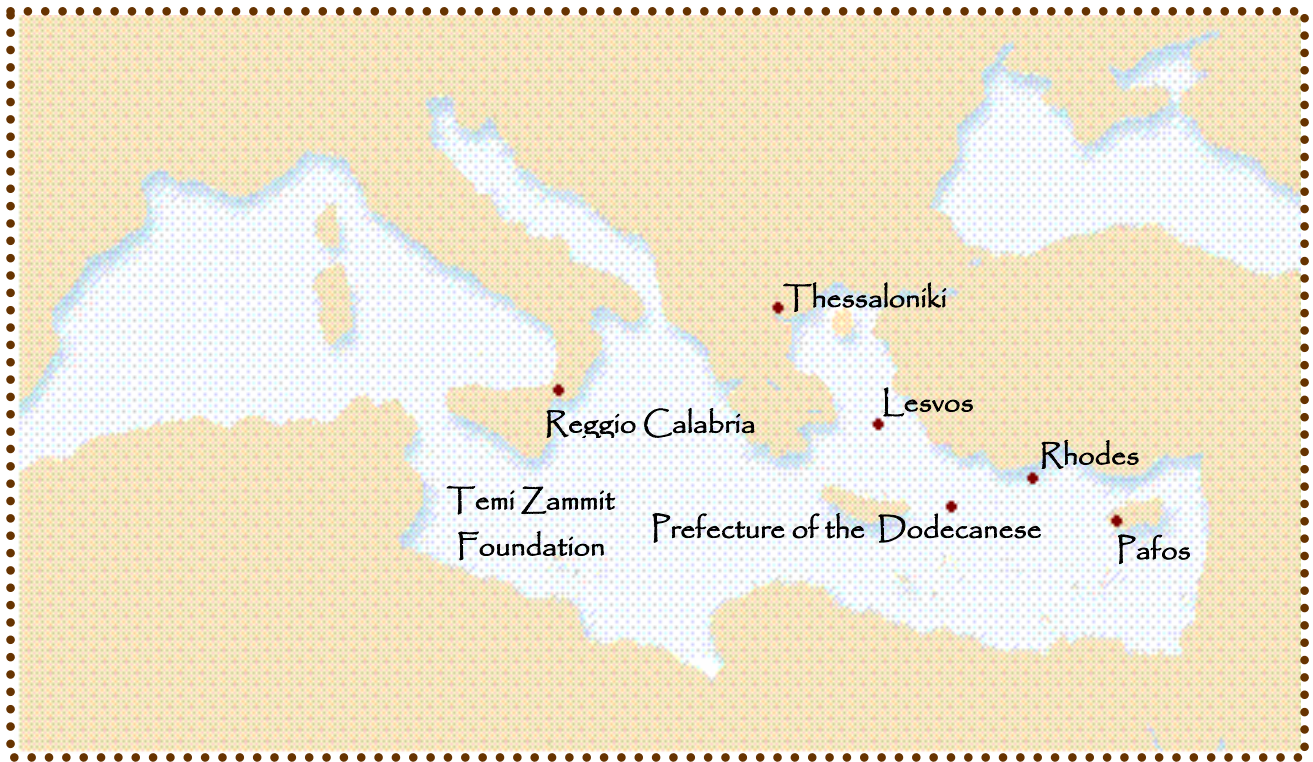 Thessaloniki
Lesvos
Reggio Calabria
Rhodes
Temi Zammit
Foundation
Prefecture of the Dodecanese
Pafos